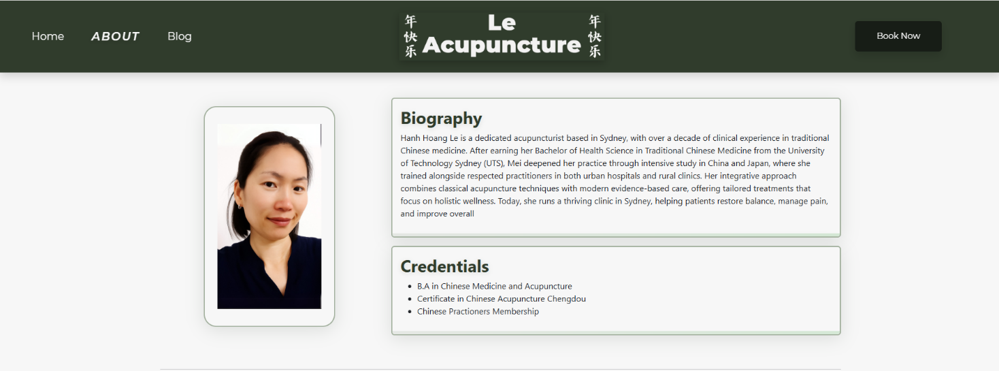 Home
ABOUT
Blog
年快乐
Le
Acupuncture
年快乐
Book Now
Biography
Hanh Hoang Le is a dedicated acupuncturist based in Sydney, with over a decade of clinical experience in traditional
Chinese medicine. After earning her Bachelor of Health Science in Traditional Chinese Medicine from the University
of Technology Sydney (UTS), Mei deepened her practice through intensive study in China and Japan, where she
trained alongside respected practitioners in both urban hospitals and rural clinics. Her integrative approach
combines classical acupuncture techniques with modern evidence-based care, offering tailored treatments that
focus on holistic wellness. Today, she runs a thriving clinic in Sydney, helping patients restore balance, manage pain,
and improve overall
Credentials
B.A in Chinese Medicine and Acupuncture
Certificate in Chinese Acupuncture Chengdou
Chinese Practioners Membership